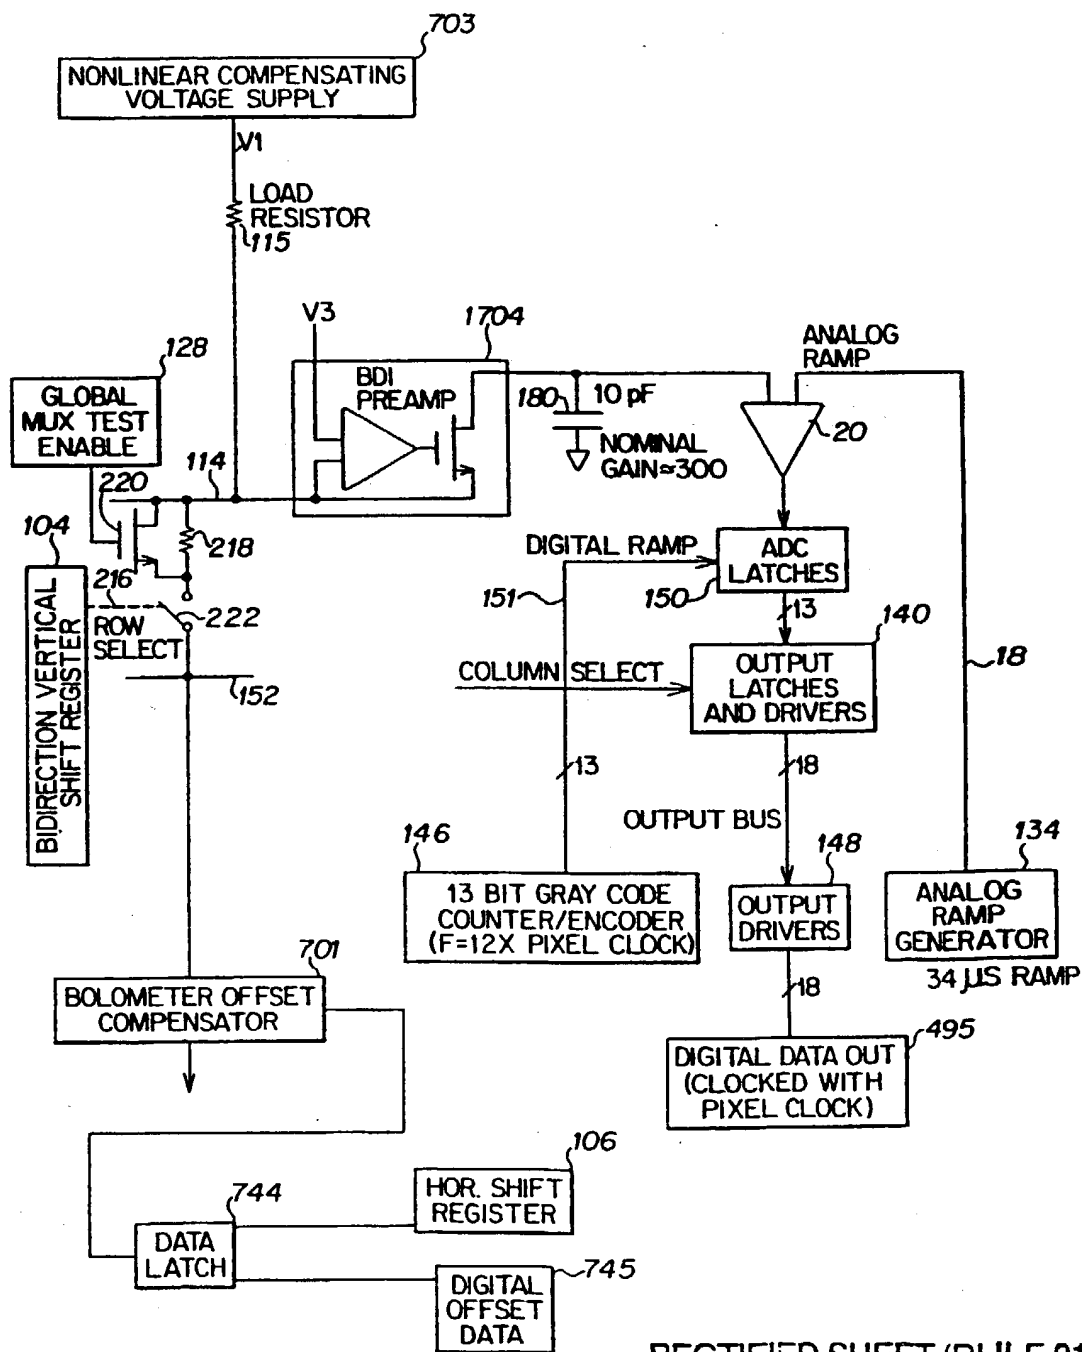 703
NONLINEAR COMPENSATING
VOLTAGE SUPPLY
V1
LOAD
RESISTOR
115
V3
1704
ANALOG
RAMP
128
BDI
PREAMP
180
10 pF
GLOBAL
MUX TEST
ENABLE
20
NOMINAL
GAIN≈300
220
114
104
218
DIGITAL RAMP
ADC
LATCHES
216
151
150
13
222
140
ROW
SELECT
BIDIRECTION VERTICAL
SHIFT REGISTER
COLUMN SELECT
OUTPUT
LATCHES
AND DRIVERS
18
152
13
18
OUTPUT BUS
146
148
134
13 BIT GRAY CODE
COUNTER/ENCODER
(F=12X PIXEL CLOCK)
OUTPUT
DRIVERS
ANALOG
RAMP
GENERATOR
34 µS RAMP
701
BOLOMETER OFFSET
COMPENSATOR
18
495
DIGITAL DATA OUT
(CLOCKED WITH
PIXEL CLOCK)
106
744
HOR. SHIFT
REGISTER
DATA
LATCH
745
DIGITAL
OFFSET
DATA